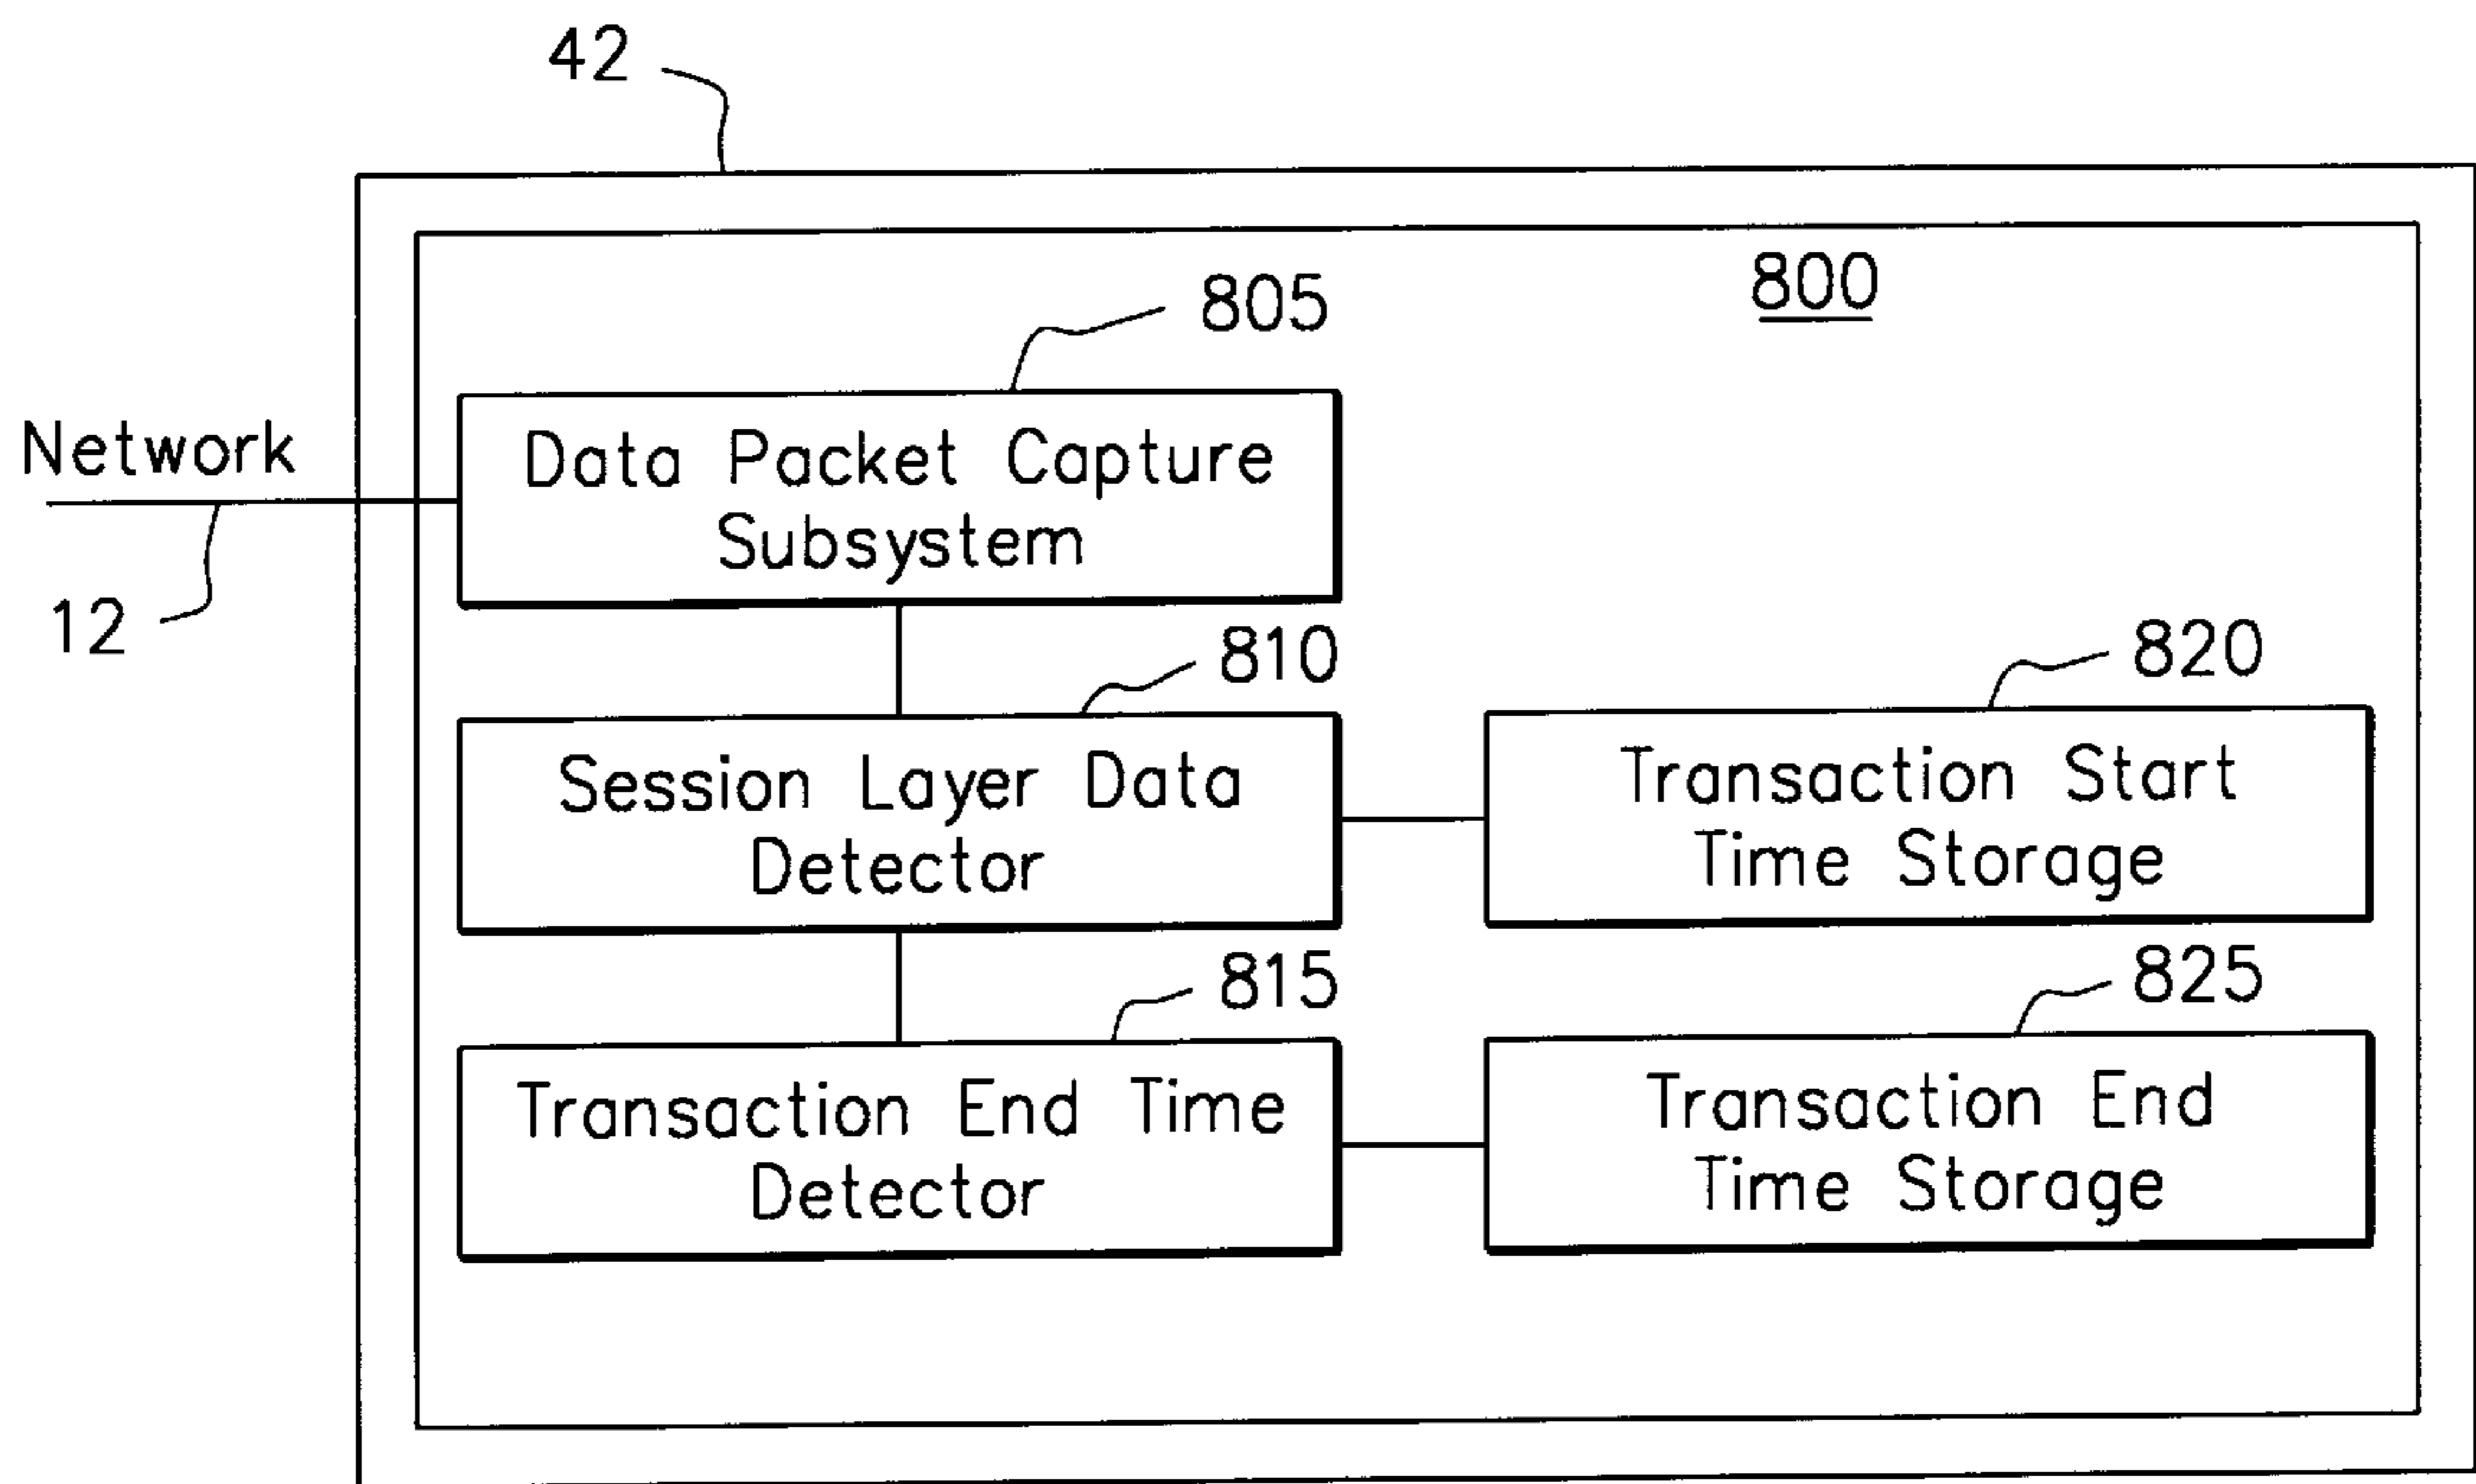 42
800
805
Network
Data Packet Capture
Subsystem
12
810
820
Session Layer Data
Detector
Transaction Start
Time Storage
815
825
Transaction End Time
Detector
Transaction End
Time Storage